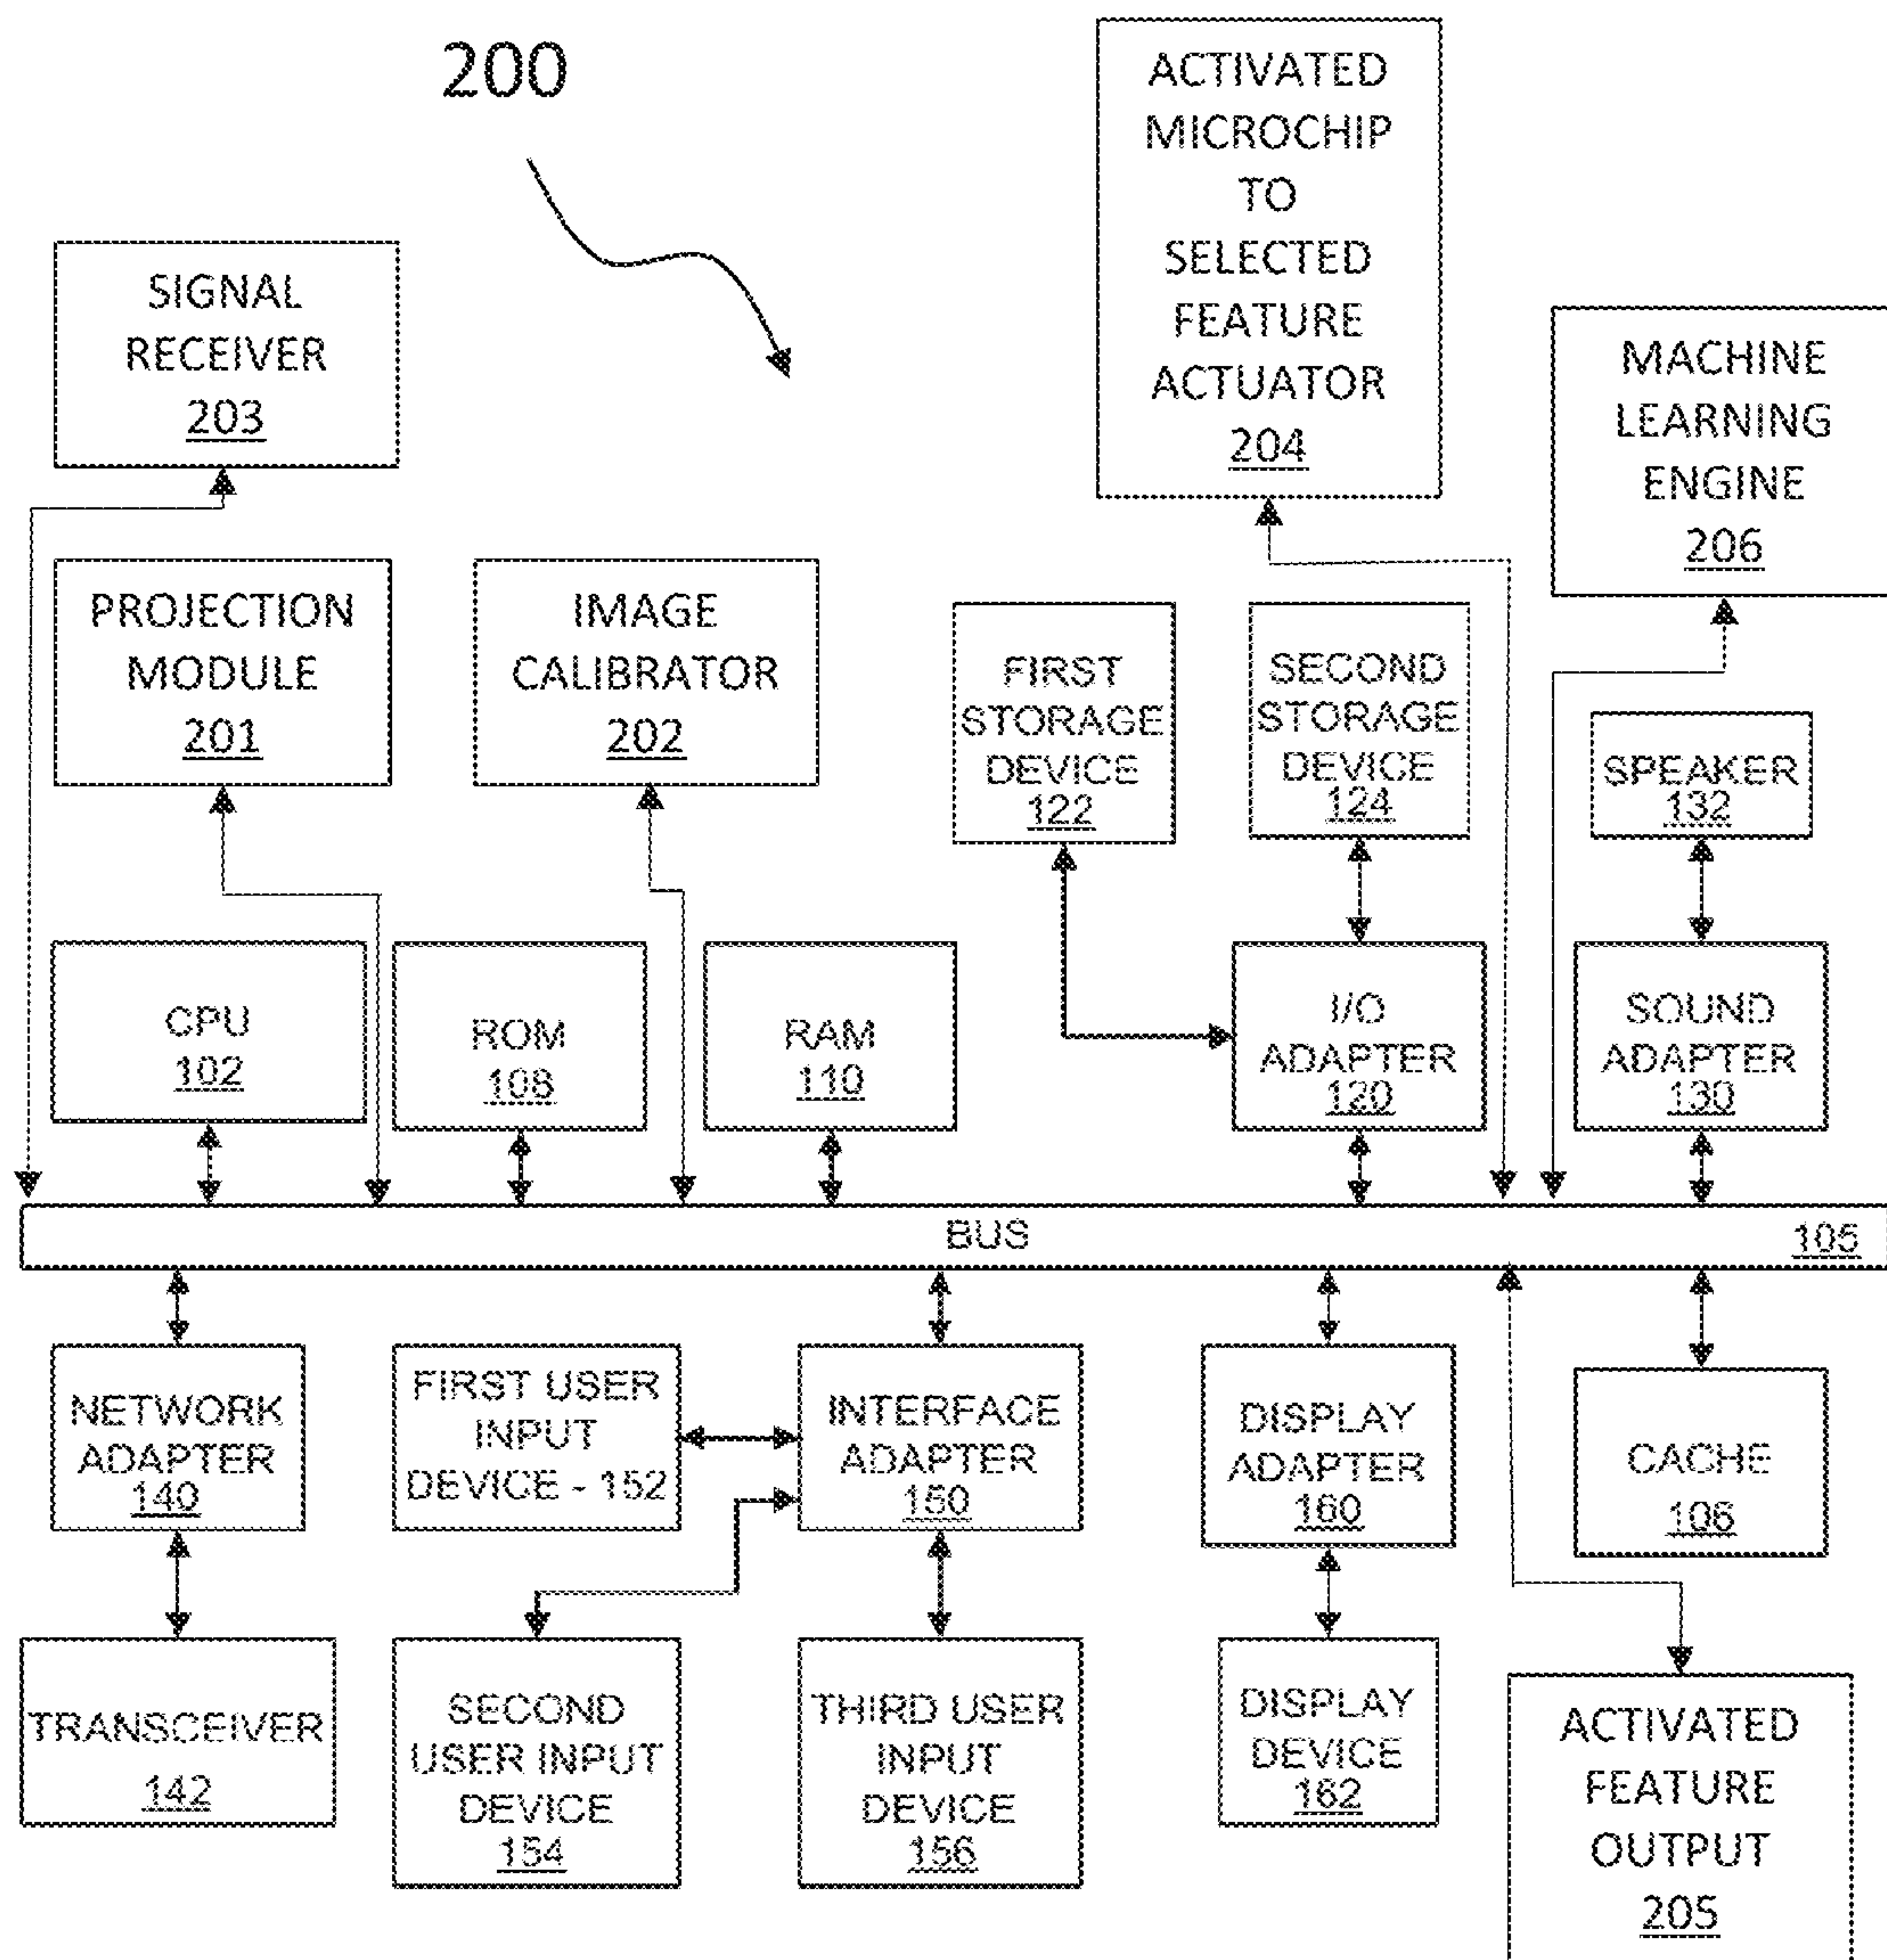 200
ACTIVATED
MICROCHIP
TO
SELECTED
FEATURE
ACTUATOR
204
SIGNAL
RECEIVER
203
MACHINE
LEARNING
ENGINE
206
PROJECTION
MODULE
201
IMAGE
CALIBRATOR
202
FIRST
STORAGE
DEVICE
122
SECOND
STORAGE
DEVICE
124
SPEAKER
132
CPU
102
ROM
108
RAM
110
I/O
ADAPTER
120
SOUND
ADAPTER
130
BUS
105
NETWORK
ADAPTER
140
FIRST USER
INPUT
DEVICE - 152
INTERFACE
ADAPTER
150
DISPLAY
ADAPTER
160
CACHE
106
TRANSCEIVER
142
SECOND
USER INPUT
DEVICE
154
THIRD USER
INPUT
DEVICE
156
DISPLAY
DEVICE
162
ACTIVATED
FEATURE
OUTPUT
205